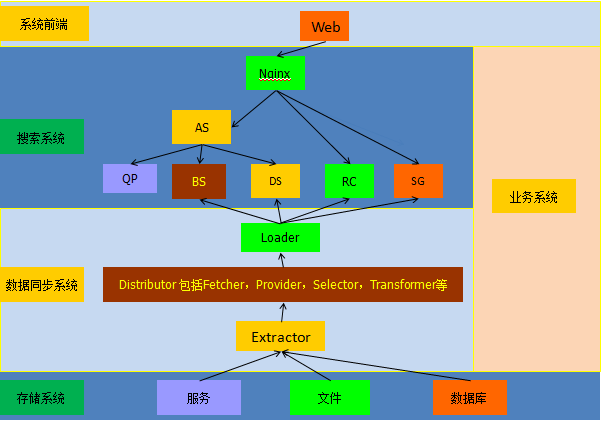 系统前端
Web
Nginx
AS
搜索系统
QP
BS
DS
RC
SG
业务系统
Loader
数据同步系统
Distributor 包括Fetcher，Provider，Selector，Transformer等
Extractor
存储系统
服务
文件
数据库